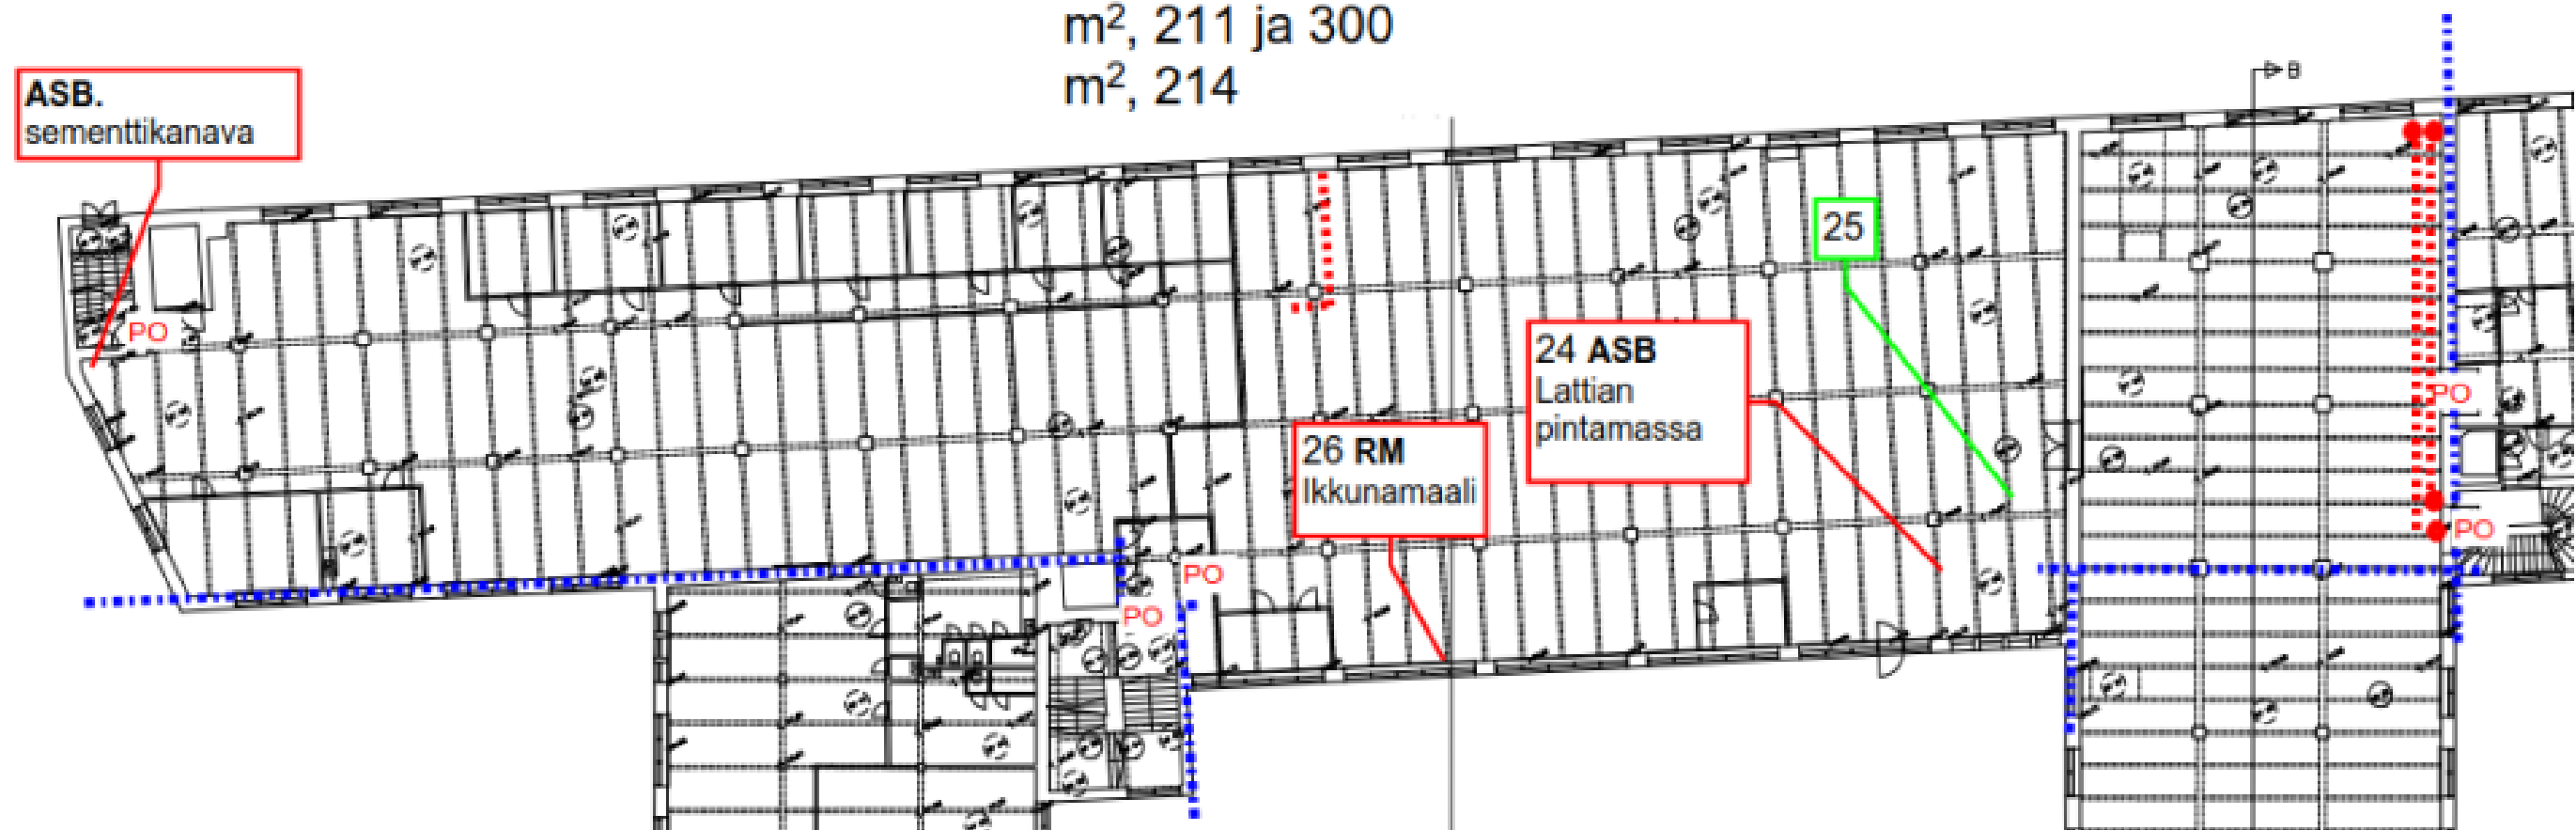 m², 211 ja 300
m², 214
B
ASB.
sementtikanava
25
PO
24 ASB
Lattian
pintamassa
PO
26 RM
Ikkunamaali
PO
PO
PO